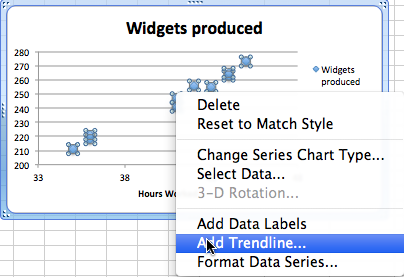 Widgets produced
280
270
260
250
240
230
220
210
200
33
38
Hours Wo
Widgets
produced
Delete
Reset to Match Style
Change Series Chart Type...
Select Data...
3-D Rotation...
Add Data Labels
Add Trendline...
Format Data Series...